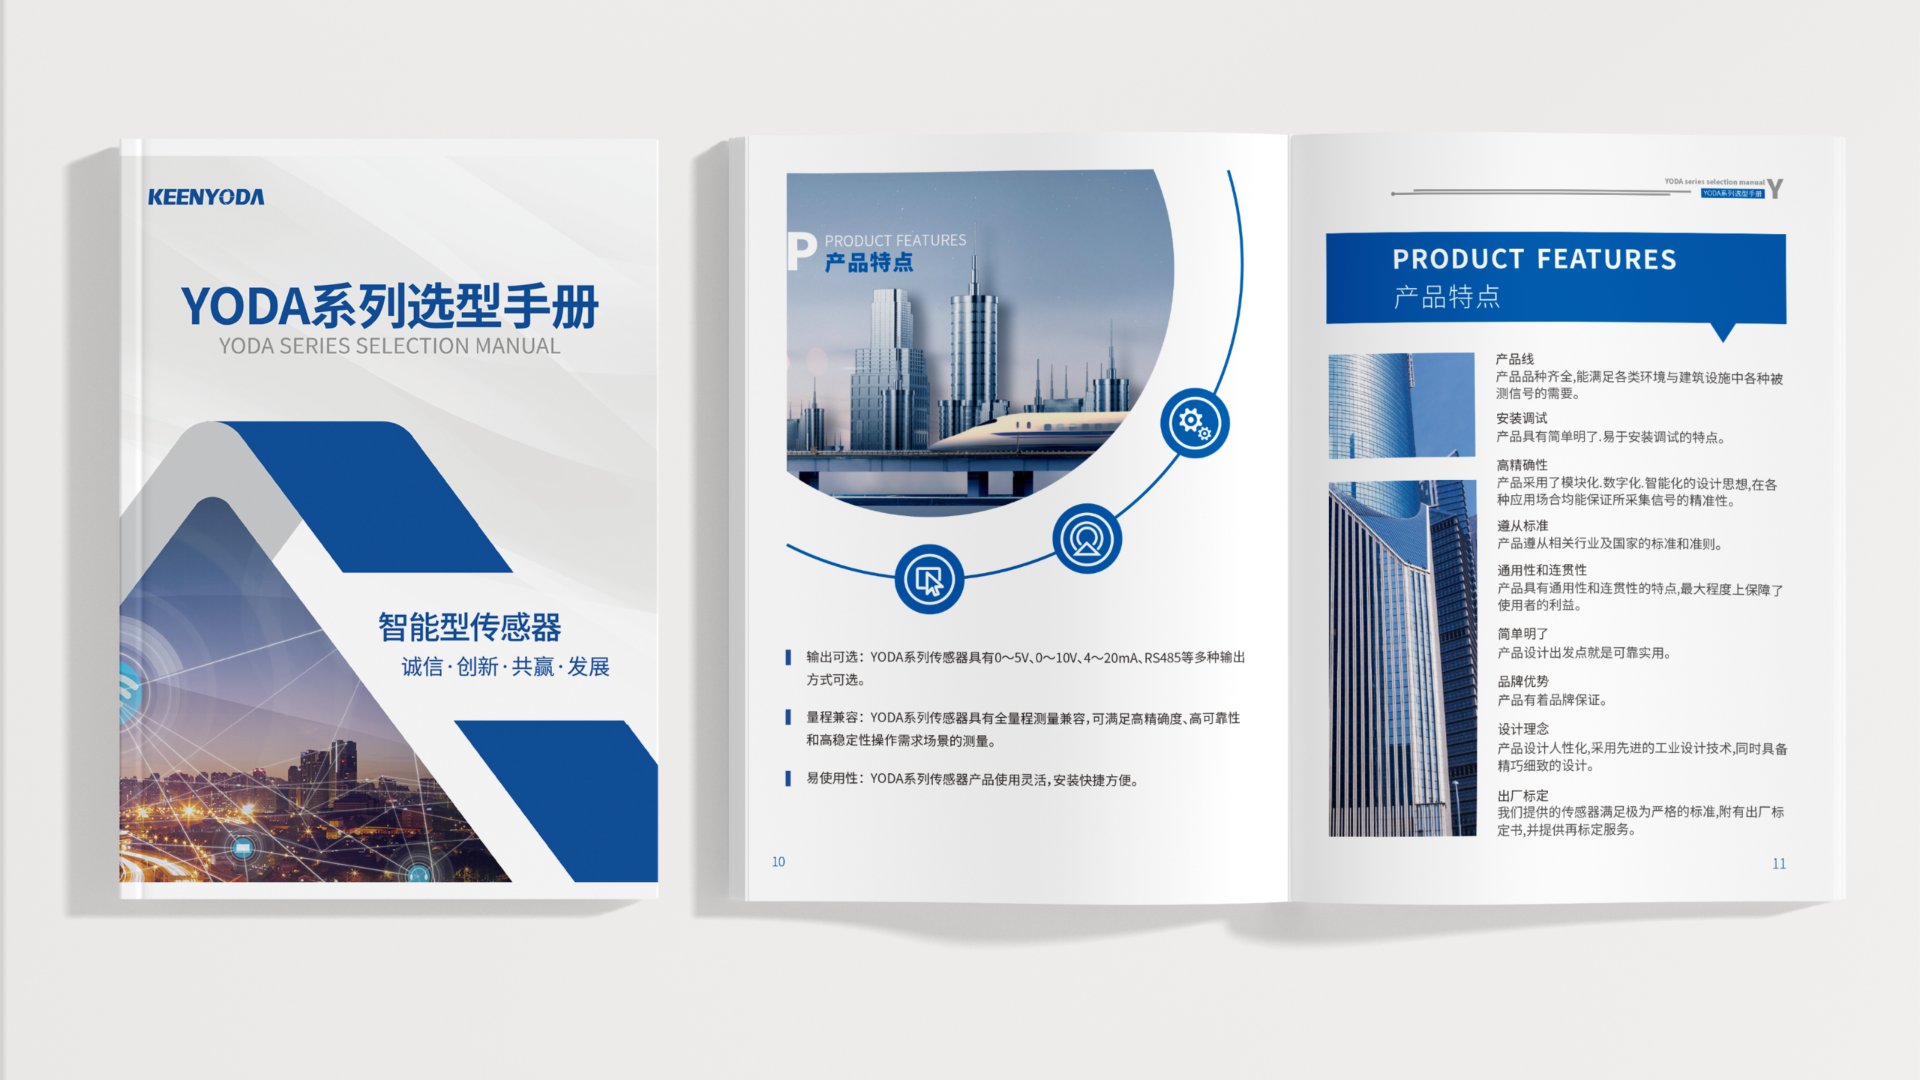 KEENYODA
YODA系列选型手册
YODA SERIES SELECTION MANUAL
智能型传感器
诚信·创新·共赢·发展
P PRODUCT FEATURES
产品特点
输出可选：YODA系列传感器具有0～5V、0～10V、4～20mA、RS485等多种输出
方式可选。
量程兼容：YODA系列传感器具有全量程测量兼容，可满足高精确度、高可靠性
和高稳定性操作需求场景的测量。
易使用性：YODA系列传感器产品使用灵活，安装快捷方便。
10
YODA series selection manual Y
YODA系列选型手册
PRODUCT FEATURES
产品特点
产品线
产品品种齐全,能满足各类环境与建筑设施中各种被
测信号的需要。
安装调试
产品具有简单明了.易于安装调试的特点。
高精确性
产品采用了模块化.数字化.智能化的设计思想,在各
种应用场合均能保证所采集信号的精准性。
遵从标准
产品遵从相关行业及国家的标准和准则。
通用性和连贯性
产品具有通用性和连贯性的特点,最大程度上保障了
使用者的利益。
简单明了
产品设计出发点就是可靠实用。
品牌优势
产品有着品牌保证。
设计理念
产品设计人性化,采用先进的工业设计技术,同时具备
精巧细致的设计。
出厂标定
我们提供的传感器满足极为严格的标准,附有出厂标
定书,并提供再标定服务。
11